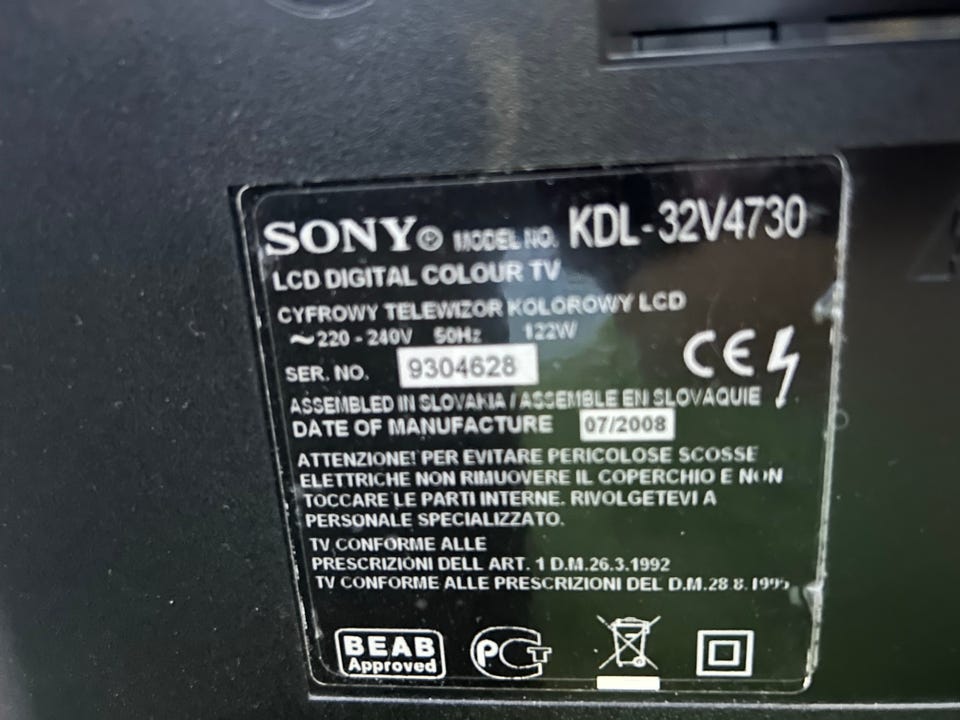 SONY® MODEL NO. KDL-32V4730
LCD DIGITAL COLOUR TV
CYFROWY TELEWIZOR KOLOROWY LCD
~220 - 240V 50Hz 122W
SER. NO. 9304628
CE
ASSEMBLED IN SLOVAKIA / ASSEMBLE EN SLOVAQUIE
DATE OF MANUFACTURE 07/2008
ATTENZIONE! PER EVITARE PERICOLOSE SCOSSE
ELETTRICHE NON RIMUOVERE IL COPERCHIO E NON
TOCCARE LE PARTI INTERNE. RIVOLGETEVI A
PERSONALE SPECIALIZZATO.
TV CONFORME ALLE
PRESCRIZIONI DELL ART. 1 D.M.26.3.1992
TV CONFORME ALLE PRESCRIZIONI DEL D.M.28.8.1995
BEAB
Approved
PCT